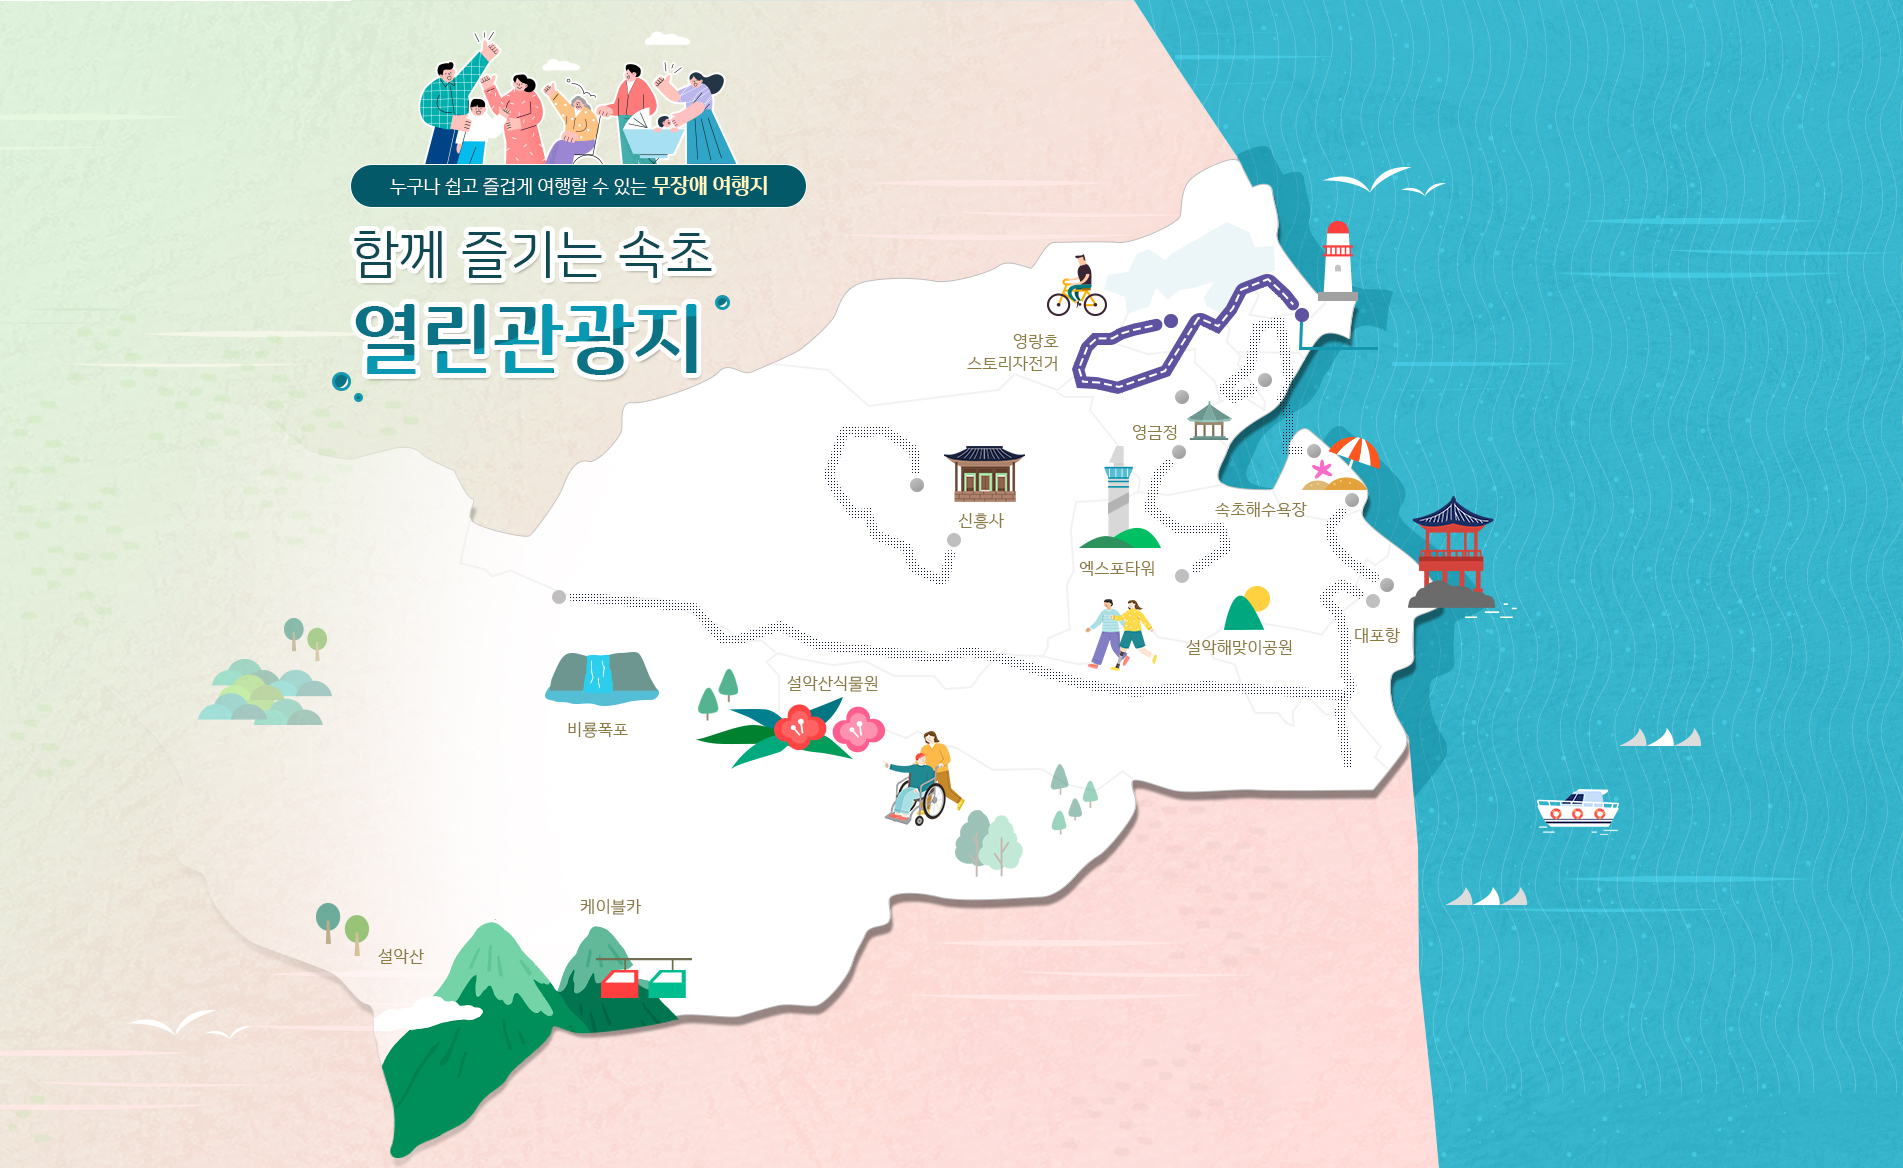 누구나 쉽고 즐겁게 여행할 수 있는 무장애 여행지
함께 즐기는 속초
열린관광지
영랑호
스토리자전거
영금정
신흥사
속초해수욕장
엑스포타워
대포항
설악해맞이공원
설악산식물원
비룡폭포
케이블카
설악산